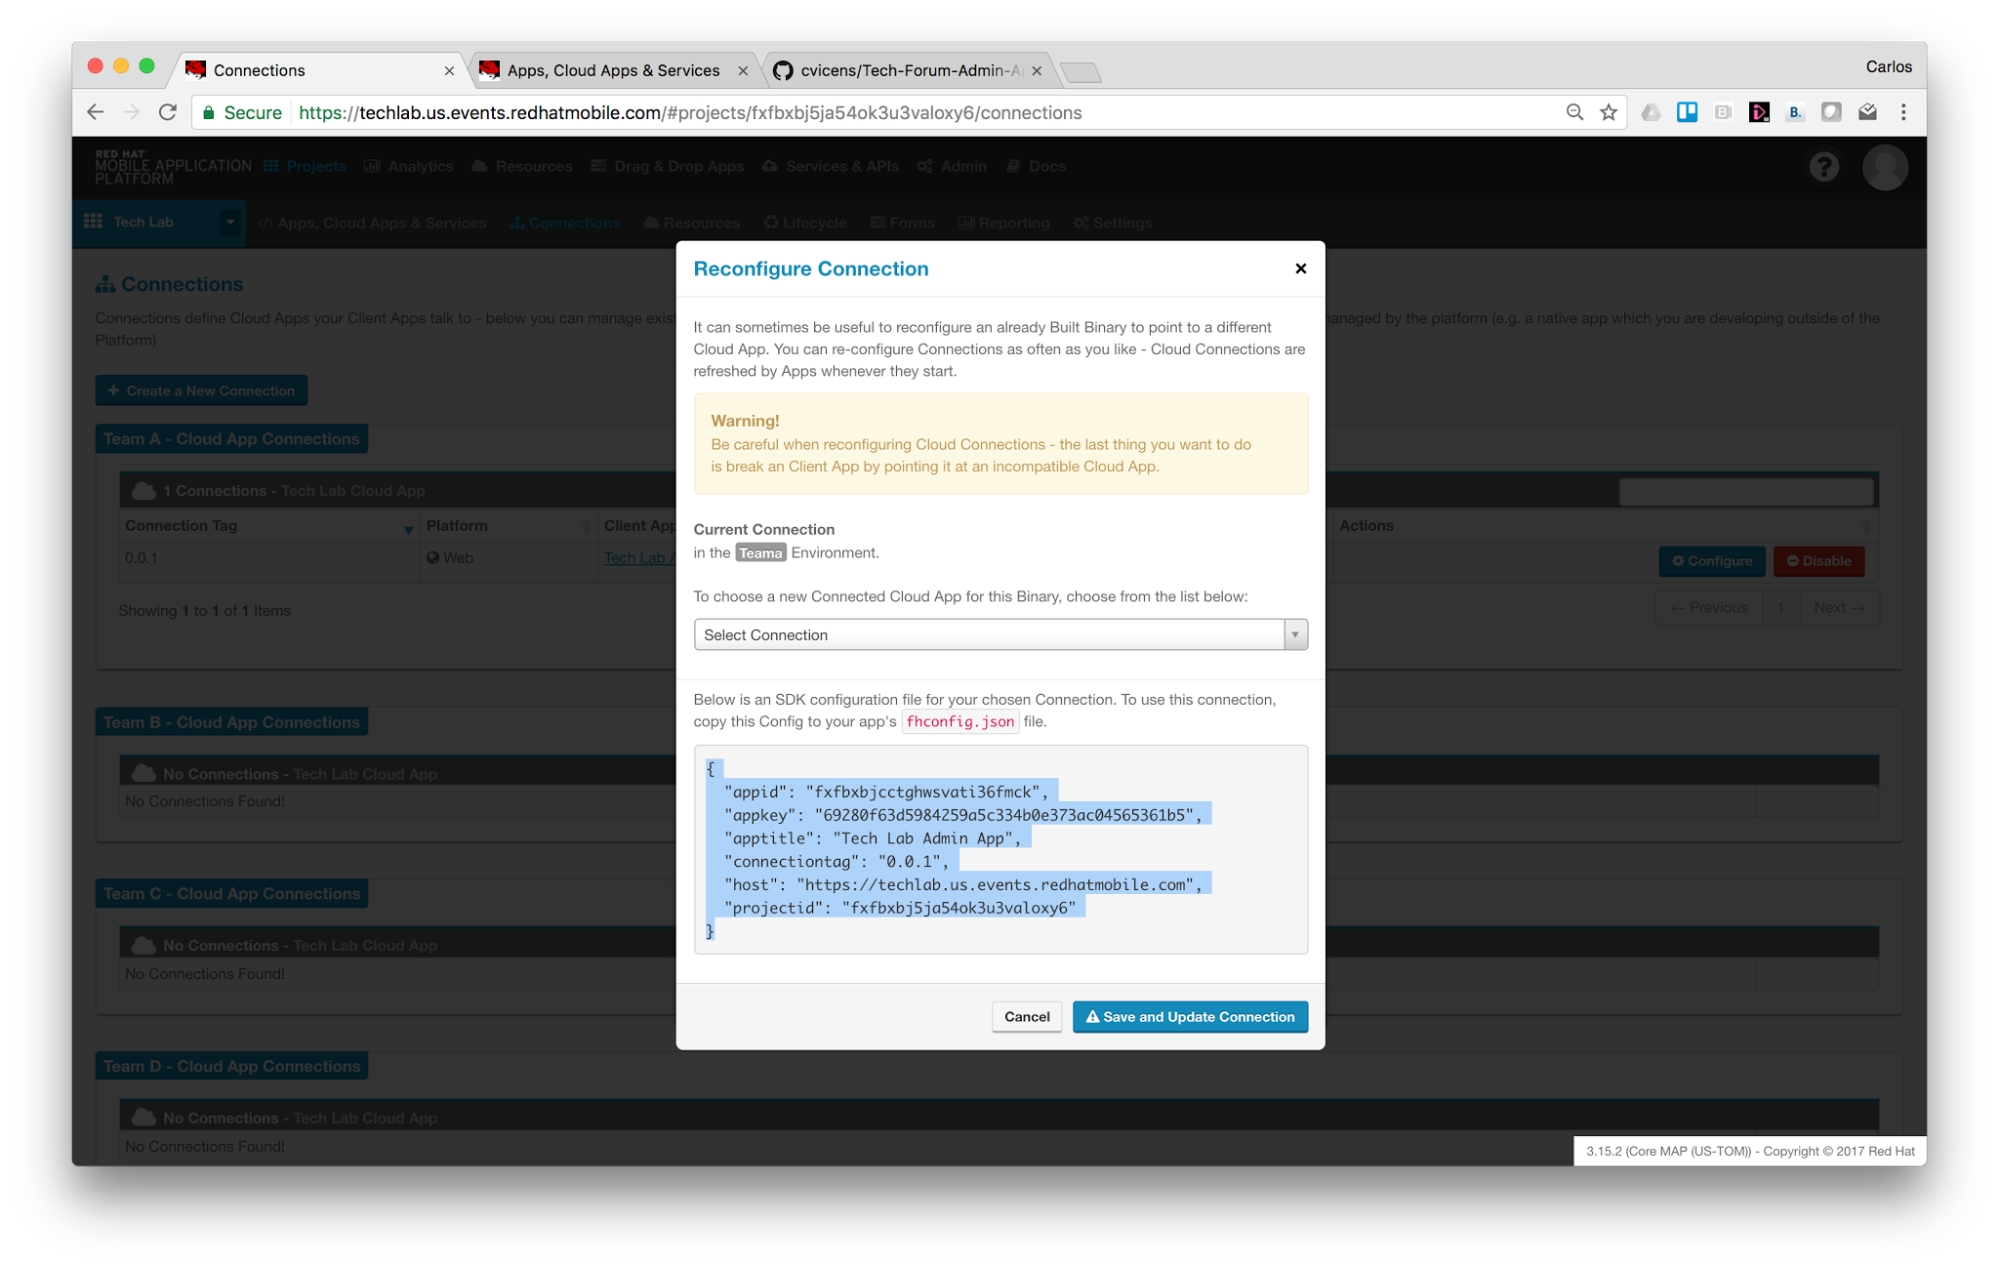 Connections
Apps, Cloud Apps & Services
cvicens/Tech-Forum-Admin-A
Carlos
Secure
https://techlab.us.events.redhatmobile.com/#projects/fxfbxbj5ja54ok3u3valoxy6/connections
RED HAT
MOBILE APPLICATION
PLATFORM
Projects
Analytics
Resources
Drag & Drop Apps
Services & APIs
Admin
Docs
Tech Lab
</> Apps, Cloud Apps & Services
Connections
Resources
Lifecycle
Forms
Reporting
Settings
Connections
Connections define Cloud Apps your Client Apps talk to - below you can manage exis
anaged by the platform (e.g. a native app which you are developing outside of the
Platform)
+ Create a New Connection
Team A - Cloud App Connections
1 Connections - Tech Lab Cloud App
Connection Tag
Platform
Client App
Actions
0.0.1
Web
Tech Lab A
Configure
Disable
Showing 1 to 1 of 1 Items
← Previous
1
Next →
Team B - Cloud App Connections
No Connections - Tech Lab Cloud App
No Connections Found!
Team C - Cloud App Connections
No Connections - Tech Lab Cloud App
No Connections Found!
Team D - Cloud App Connections
No Connections - Tech Lab Cloud App
No Connections Found!
Reconfigure Connection
It can sometimes be useful to reconfigure an already Built Binary to point to a different
Cloud App. You can re-configure Connections as often as you like - Cloud Connections are
refreshed by Apps whenever they start.
Warning!
Be careful when reconfiguring Cloud Connections - the last thing you want to do
is break an Client App by pointing it at an incompatible Cloud App.
Current Connection
in the Teama Environment.
To choose a new Connected Cloud App for this Binary, choose from the list below:
Select Connection
Below is an SDK configuration file for your chosen Connection. To use this connection,
copy this Config to your app's fhconfig.json file.
{
"appid": "fxfbxbjcctghwsvati36fmck",
"appkey": "69280f63d5984259a5c334b0e373ac04565361b5",
"apptitle": "Tech Lab Admin App",
"connectiontag": "0.0.1",
"host": "https://techlab.us.events.redhatmobile.com",
"projectid": "fxfbxbj5ja54ok3u3valoxy6"
}
Cancel
Save and Update Connection
3.15.2 (Core MAP (US-TOM)) - Copyright © 2017 Red Hat